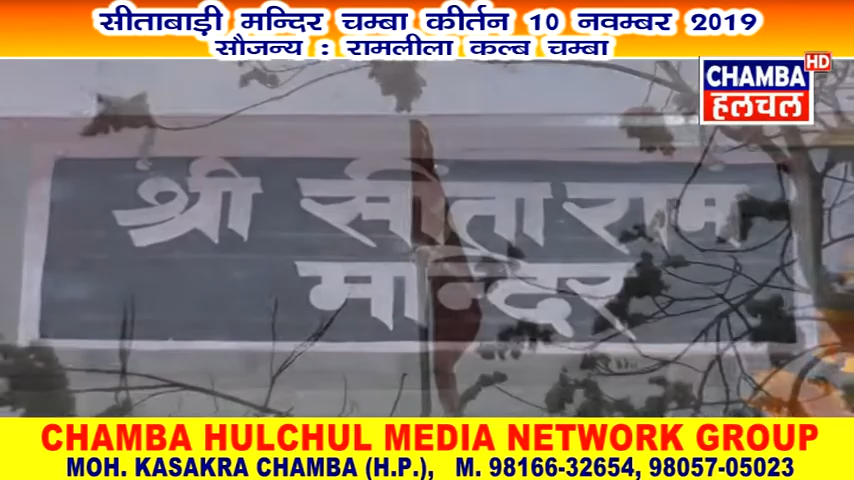 सीताबाड़ी मन्दिर चम्बा कीर्तन 10 नवम्बर 2019
सौजन्य : रामलीला कल्ब चम्बा
CHAMBA HD
हलचल
श्री सीता राम
मन्दिर
CHAMBA HULCHUL MEDIA NETWORK GROUP
MOH. KASAKRA CHAMBA (H.P.), M. 98166-32654, 98057-05023